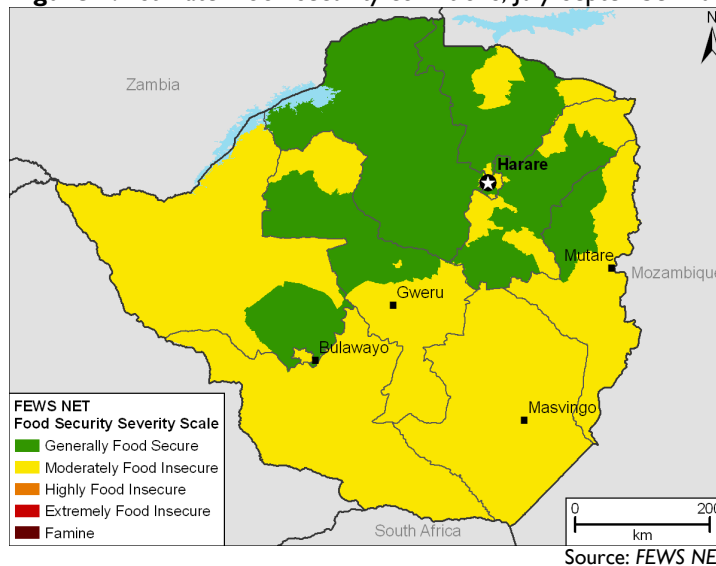 N
Zambia
Harare
Mutare
Mozambique
Gweru
Bulawayo
Masvingo
FEWS NET
Food Security Severity Scale
Generally Food Secure
Moderately Food Insecure
Highly Food Insecure
Extremely Food Insecure
Famine
South Africa
0 200
km
Source: FEWS NE